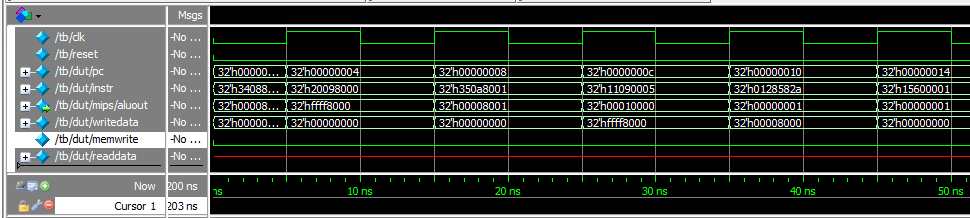 Msgs
/tb/clk -No ...
/tb/reset -No ...
/tb/dut/pc -No ... 32'h00000... 32'h00000004 32'h00000008 32'h0000000c 32'h00000010 32'h00000014
/tb/dut/instr -No ... 32'h34088... 32'h20098000 32'h350a8001 32'h11090005 32'h0128582a 32'h15600001
/tb/dut/mips/aluout -No ... 32'h00008... 32'hffff8000 32'h00008001 32'h00010000 32'h00000001 32'h00000001
/tb/dut/writedata -No ... 32'h00000... 32'h00000000 32'h00000000 32'hffff8000 32'h00008000 32'h00000000
/tb/dut/memwrite -No ...
/tb/dut/readdata -No ...
Now 200 ns ns 10 ns 20 ns 30 ns 40 ns 50 ns
Cursor 1 203 ns